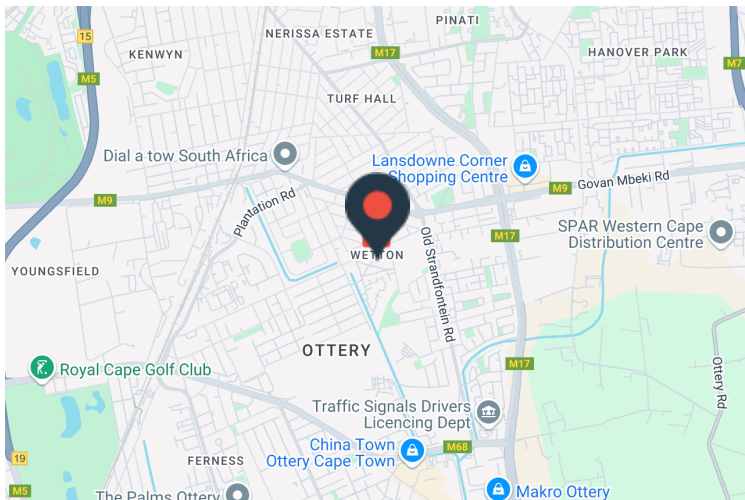 PINATI
NERISSA ESTATE
15
M17
HANOVER PARK
KENWYN
M7
M5
TURF HALL
Dial a tow South Africa
Lansdowne Corner
Shopping Centre
M9
Govan Mbeki Rd
M9
Plantation Rd
SPAR Western Cape
Distribution Centre
M17
WETTON
Old Strandfontein Rd
YOUNGSFIELD
OTTERY
M17
Royal Cape Golf Club
Ottery Rd
Traffic Signals Drivers
Licencing Dept
China Town
Ottery Cape Town
M68
19
FERNESS
M5
The Palms Ottery
Makro Ottery